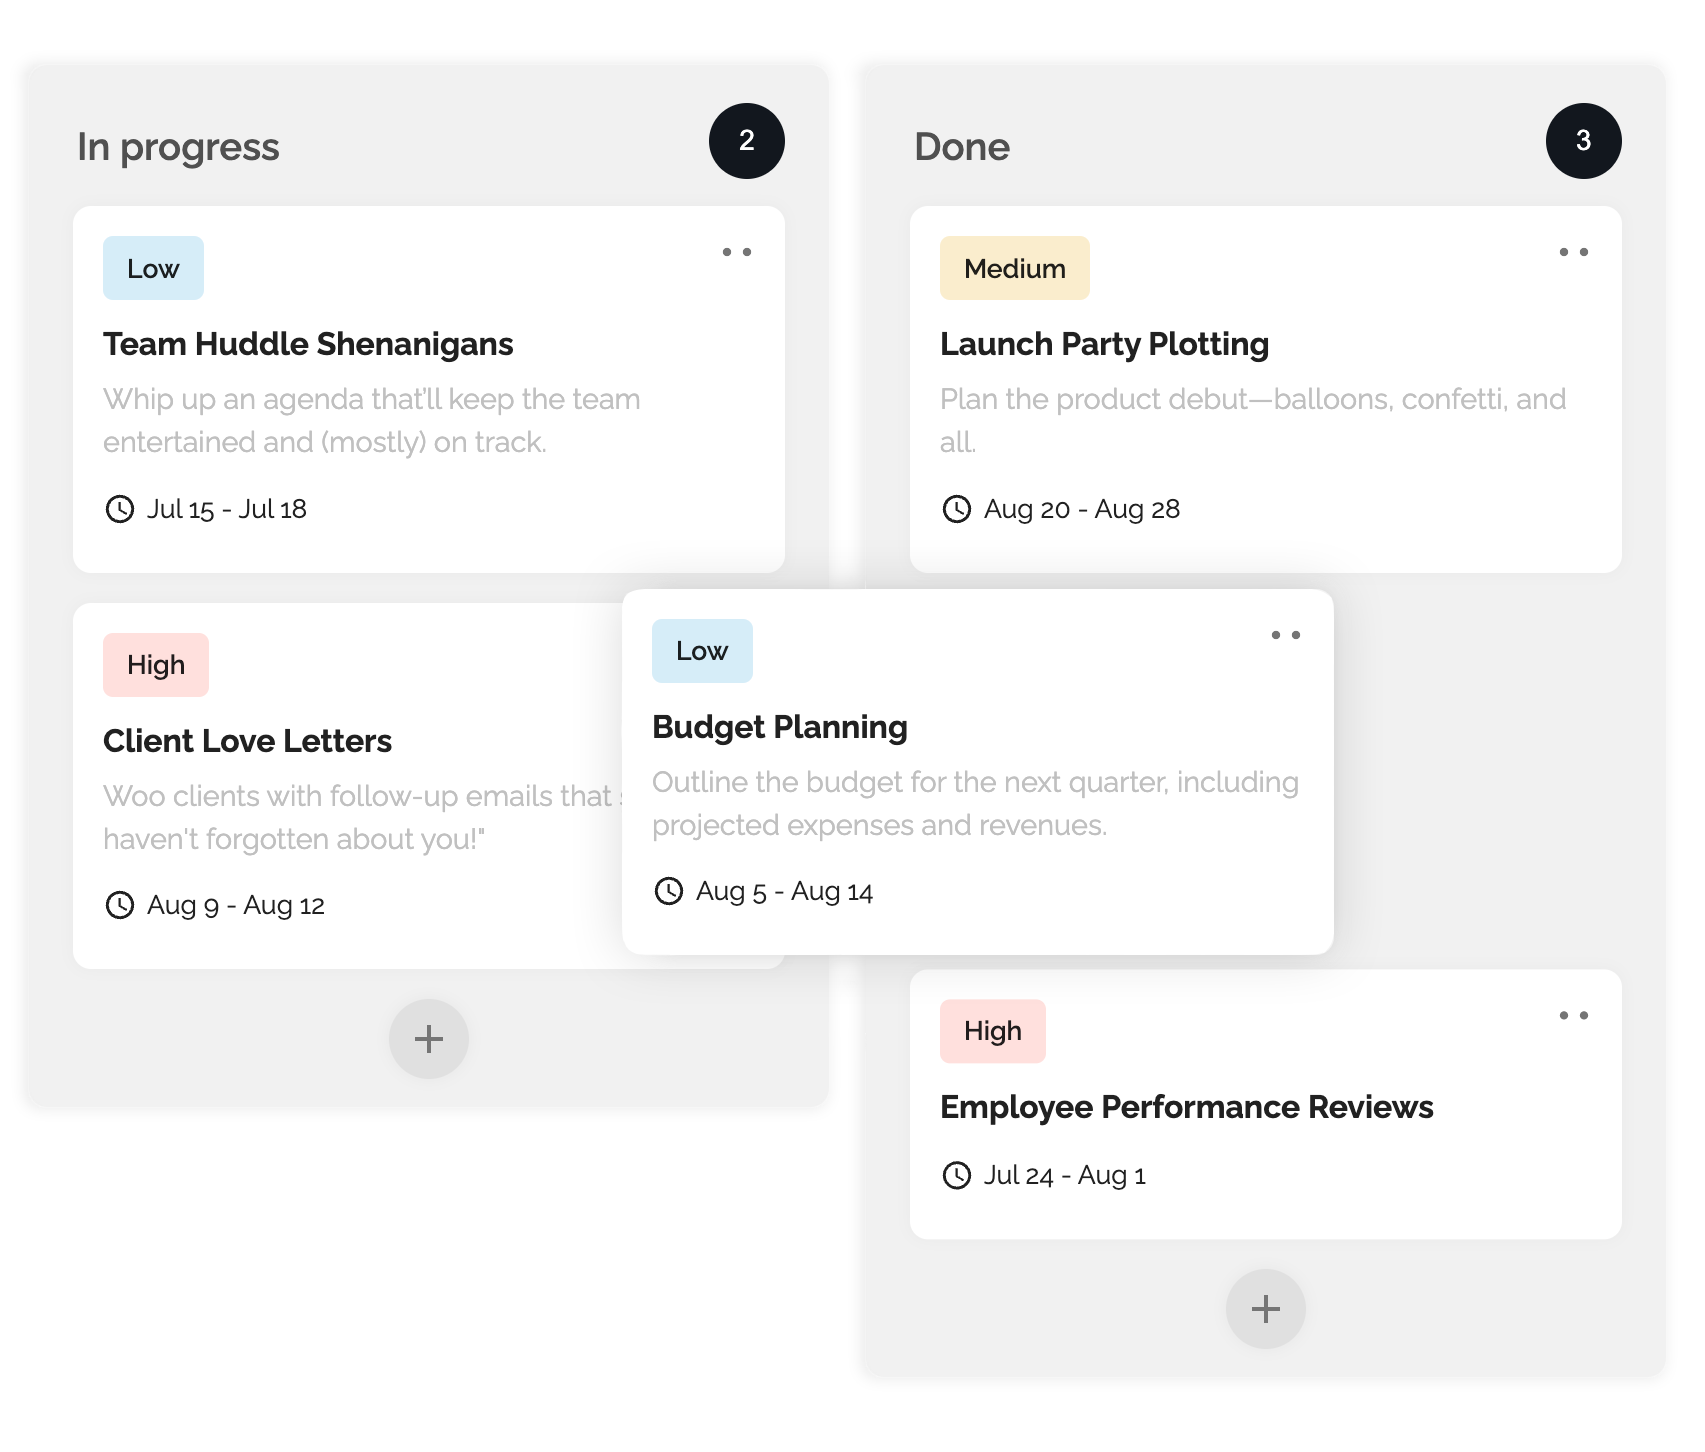 In progress
2
Low
Team Huddle Shenanigans
Whip up an agenda that'll keep the team
entertained and (mostly) on track.
Jul 15 - Jul 18
High
Client Love Letters
Woo clients with follow-up emails that
haven't forgotten about you!"
Aug 9 - Aug 12
Low
Budget Planning
Outline the budget for the next quarter, including
projected expenses and revenues.
Aug 5 - Aug 14
Done
3
Medium
Launch Party Plotting
Plan the product debut—balloons, confetti, and
all.
Aug 20 - Aug 28
High
Employee Performance Reviews
Jul 24 - Aug 1